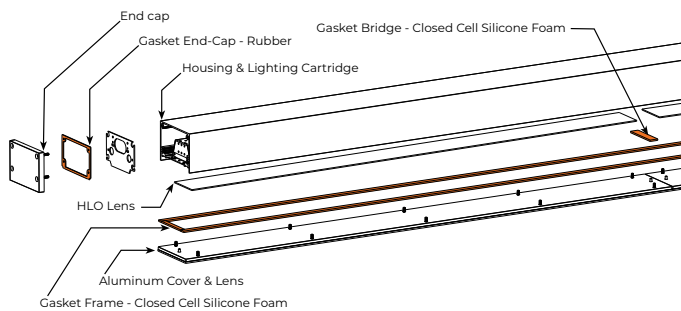 End cap
Gasket End-Cap - Rubber
Gasket Bridge - Closed Cell Silicone Foam
Housing & Lighting Cartridge
HLO Lens
Aluminum Cover & Lens
Gasket Frame - Closed Cell Silicone Foam